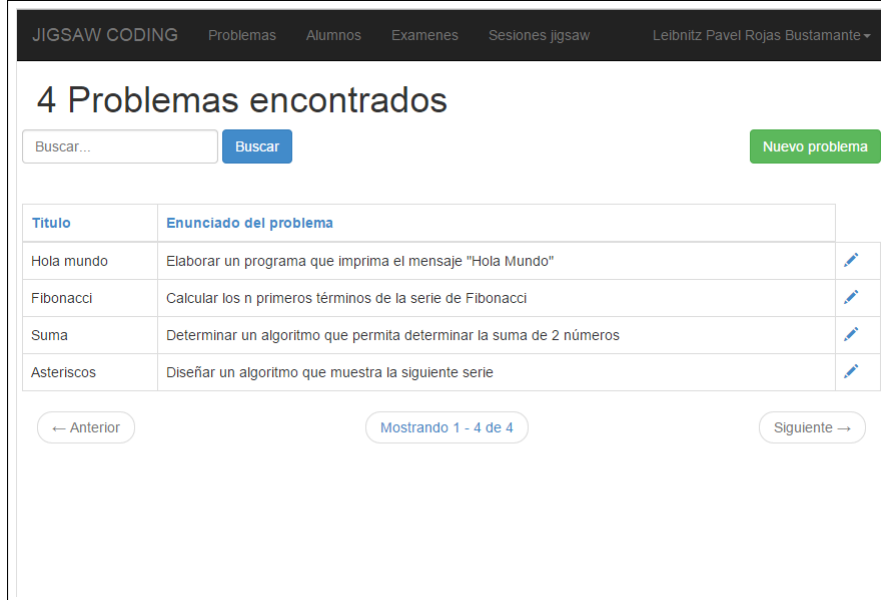 JIGSAW CODING Problemas Alumnos Examenes Sesiones jigsaw Leibnitz Pavel Rojas Bustamante
4 Problemas encontrados
Buscar... Buscar Nuevo problema
Titulo Enunciado del problema
Hola mundo Elaborar un programa que imprima el mensaje "Hola Mundo"
Fibonacci Calcular los n primeros términos de la serie de Fibonacci
Suma Determinar un algoritmo que permita determinar la suma de 2 números
Asteriscos Diseñar un algoritmo que muestra la siguiente serie
← Anterior Mostrando 1 - 4 de 4 Siguiente →